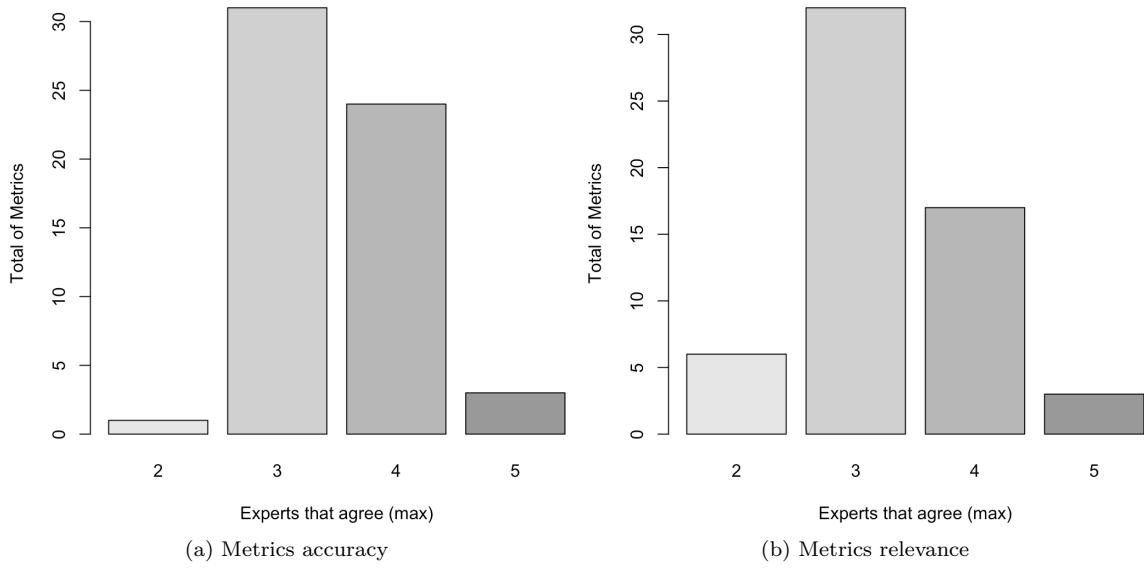 Total of Metrics
30
25
20
15
10
5
0
2 3 4 5
Experts that agree (max)
(a) Metrics accuracy
Total of Metrics
30
25
20
15
10
5
0
2 3 4 5
Experts that agree (max)
(b) Metrics relevance